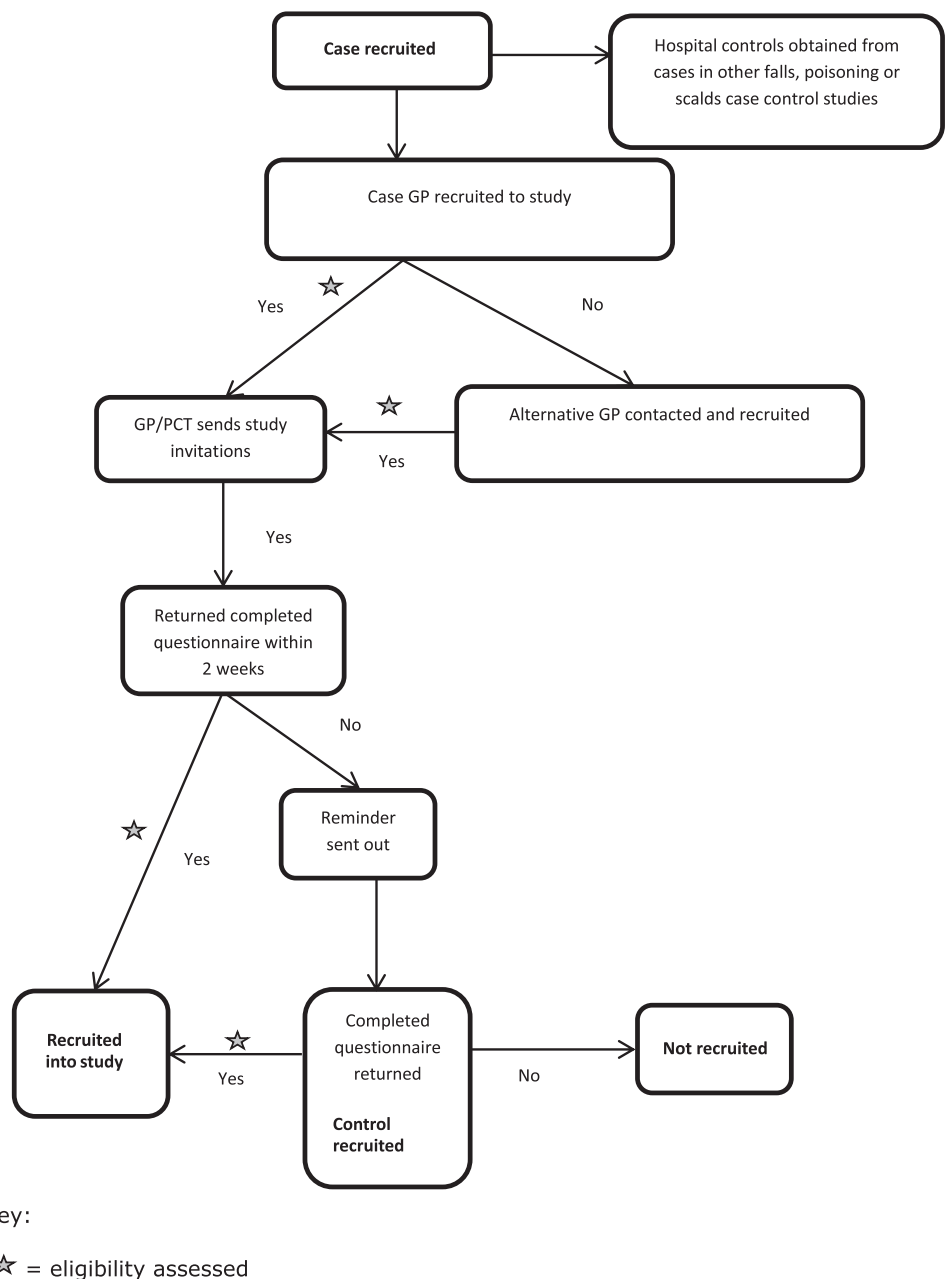 Case recruited
Hospital controls obtained from
cases in other falls, poisoning or
scalds case control studies
Case GP recruited to study
Yes
No
GP/PCT sends study
invitations
Yes
Alternative GP contacted and recruited
Yes
Returned completed
questionnaire within
2 weeks
No
Yes
Reminder
sent out
Recruited
into study
Yes
Completed
questionnaire
returned
Control
recruited
No
Not recruited
ey:
= eligibility assessed